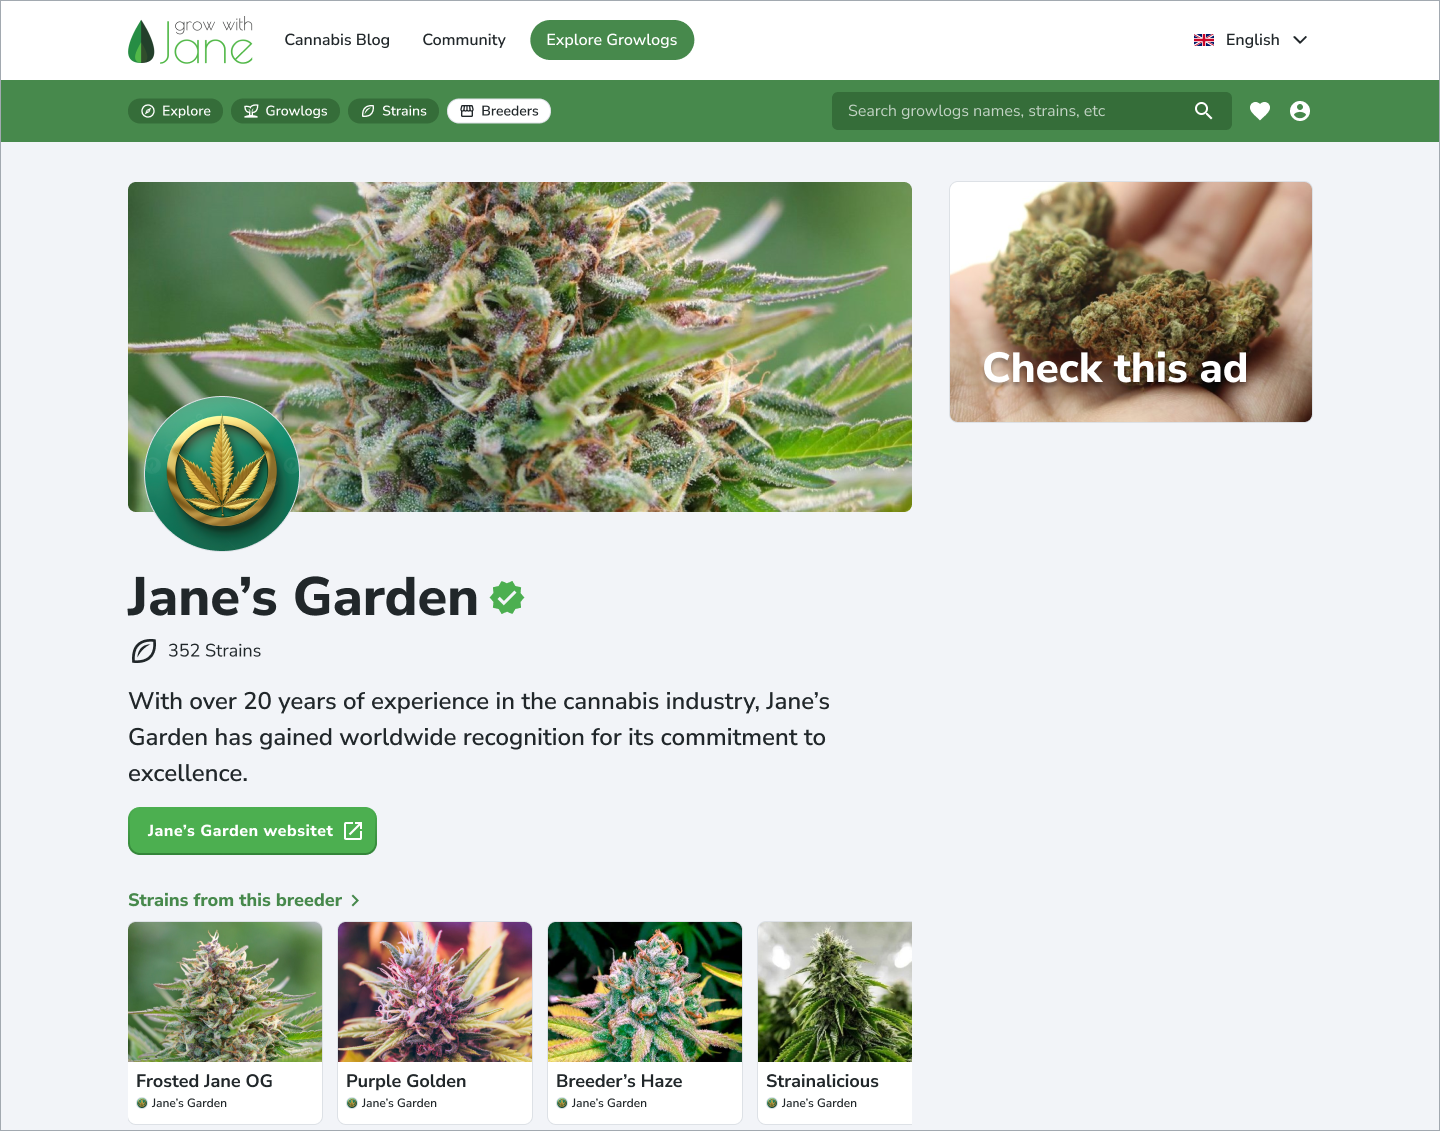 grow with
Jane
Cannabis Blog
Community
Explore Growlogs
English
Explore
Growlogs
Strains
Breeders
Search growlogs names, strains, etc
Check this ad
Jane’s Garden
352 Strains
With over 20 years of experience in the cannabis industry, Jane’s
Garden has gained worldwide recognition for its commitment to
excellence.
Jane’s Garden websitet
Strains from this breeder
Frosted Jane OG
Jane’s Garden
Purple Golden
Jane’s Garden
Breeder’s Haze
Jane’s Garden
Strainalicious
Jane’s Garden